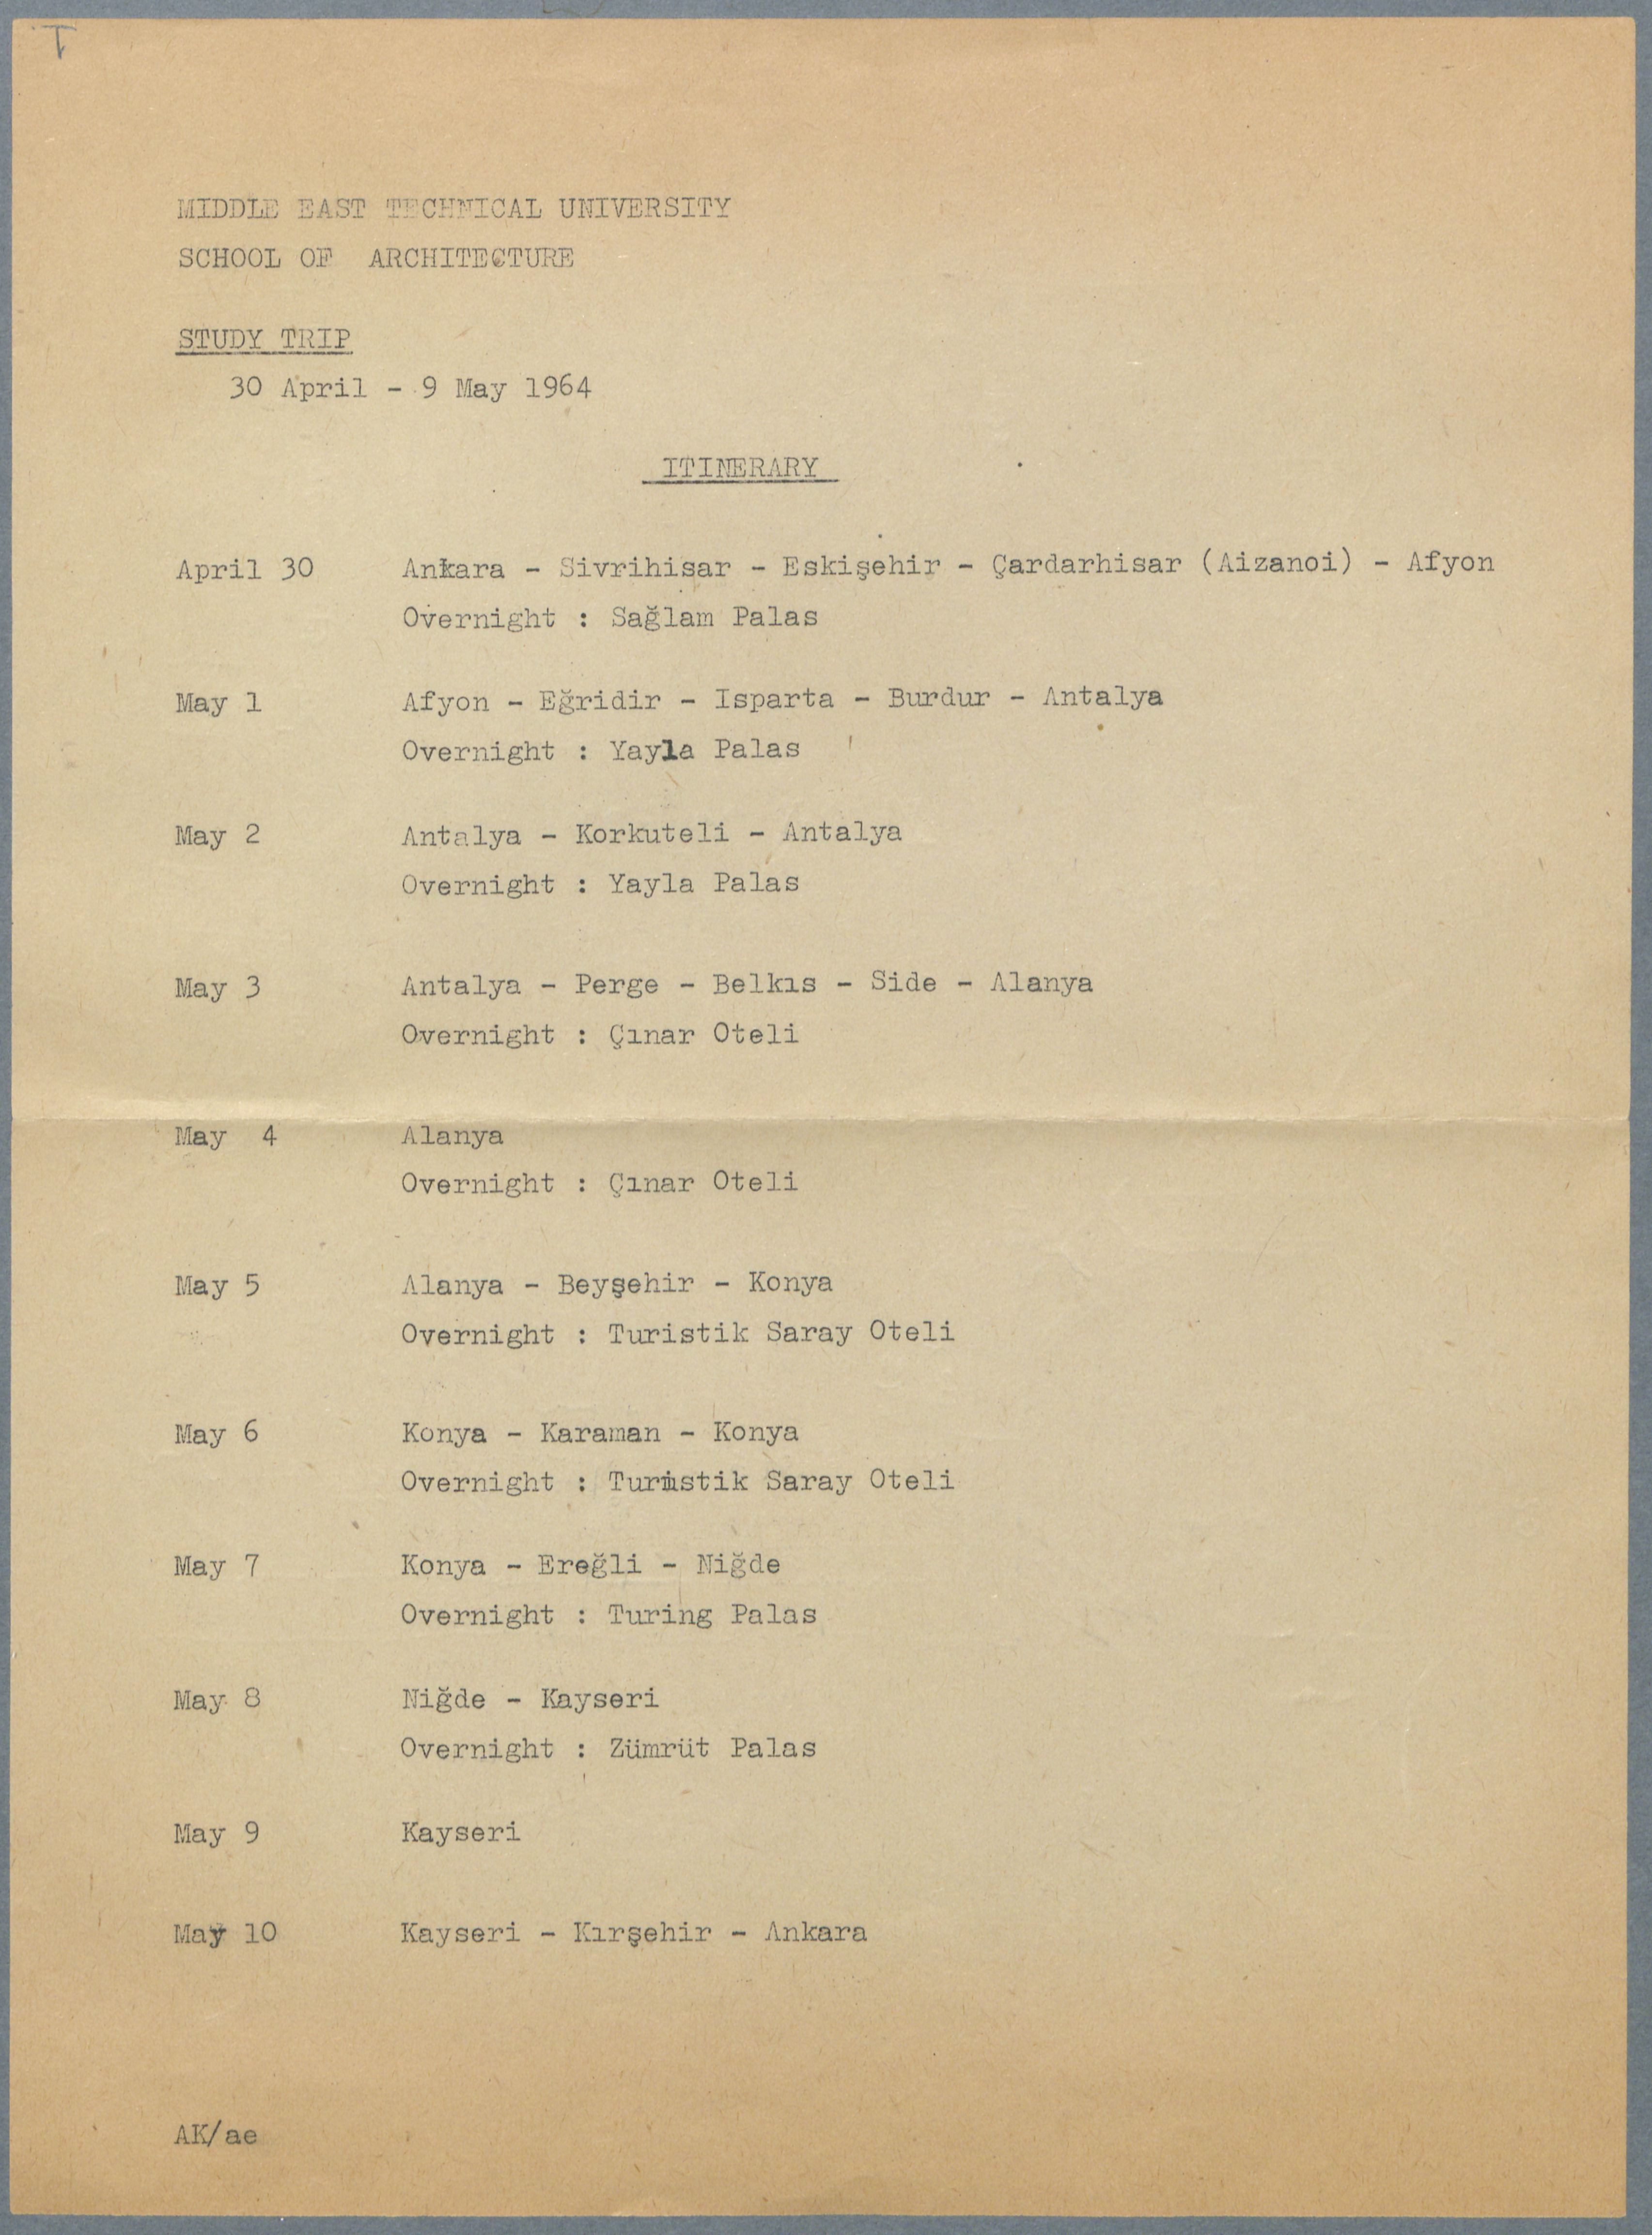 T
MIDDLE EAST TECHNICAL UNIVERSITY
SCHOOL OF ARCHITECTURE
STUDY TRIP
30 April - 9 May 1964
ITINERARY
April 30 Ankara - Sivrihisar - Eskişehir - Çardarhisar (Aizanoi) - Afyon
Overnight : Sağlam Palas
May 1 Afyon - Eğridir - Isparta - Burdur - Antalya
Overnight : Yayla Palas
May 2 Antalya - Korkuteli - Antalya
Overnight : Yayla Palas
May 3 Antalya - Perge - Belkıs - Side - Alanya
Overnight : Çınar Oteli
May 4 Alanya
Overnight : Çınar Oteli
May 5 Alanya - Beyşehir - Konya
Overnight : Turistik Saray Oteli
May 6 Konya - Karaman - Konya
Overnight : Turistik Saray Oteli
May 7 Konya - Ereğli - Niğde
Overnight : Turing Palas
May 8 Niğde - Kayseri
Overnight : Zümrüt Palas
May 9 Kayseri
May 10 Kayseri - Kırşehir - Ankara
AK/ae